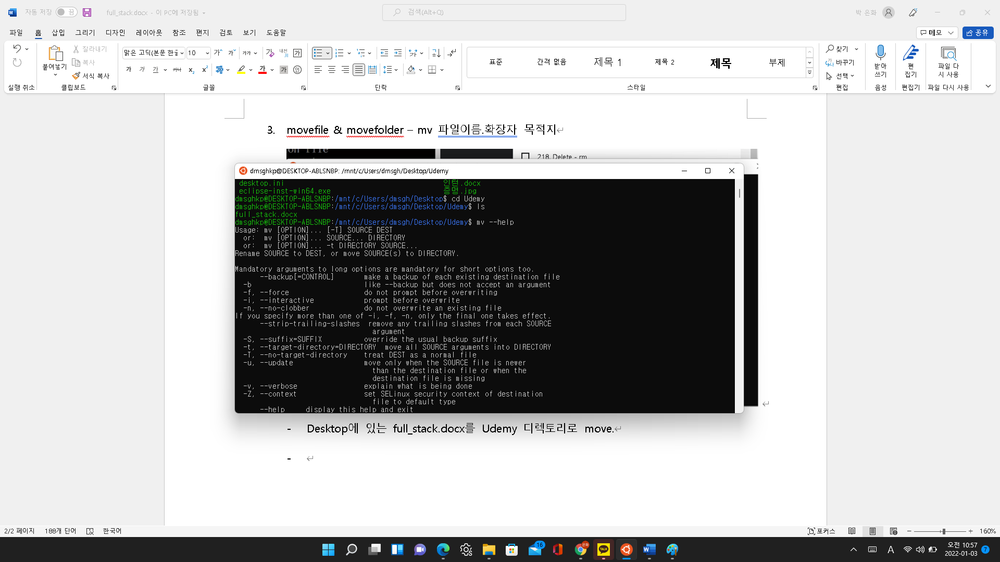 자동 저장 끔 full_stack.docx - 이 PC에 저장됨
검색(Alt+Q)
박 은화
파일 홈 삽입 그리기 디자인 레이아웃 참조 편지 검토 보기 도움말
메모 공유
붙여넣기
잘라내기
복사
서식 복사
맑은 고딕(본문 한글 10
표준 간격 없음 제목 1 제목 2 제목 부제
찾기
바꾸기
선택
받아
쓰기
편
집기
파일 다
시 사용
실행 취소 클립보드 글꼴 단락 스타일 편집 음성 편집기 파일 다시 사용
3. movefile & movefolder – mv 파일이름.확장자 목적지
on file
218. Delete - rm
dmsghkp@DESKTOP-ABLSNBP: /mnt/c/Users/dmsgh/Desktop/Udemy
desktop.ini 인턴.docx
eclipse-inst-win64.exe 증명.jpg
dmsghkp@DESKTOP-ABLSNBP:/mnt/c/Users/dmsgh/Desktop$ cd Udemy
dmsghkp@DESKTOP-ABLSNBP:/mnt/c/Users/dmsgh/Desktop/Udemy$ ls
full_stack.docx
dmsghkp@DESKTOP-ABLSNBP:/mnt/c/Users/dmsgh/Desktop/Udemy$ mv --help
Usage: mv [OPTION]... [-T] SOURCE DEST
or: mv [OPTION]... SOURCE... DIRECTORY
or: mv [OPTION]... -t DIRECTORY SOURCE...
Rename SOURCE to DEST, or move SOURCE(s) to DIRECTORY.
Mandatory arguments to long options are mandatory for short options too.
--backup[=CONTROL] make a backup of each existing destination file
-b like --backup but does not accept an argument
-f, --force do not prompt before overwriting
-i, --interactive prompt before overwrite
-n, --no-clobber do not overwrite an existing file
If you specify more than one of -i, -f, -n, only the final one takes effect.
--strip-trailing-slashes remove any trailing slashes from each SOURCE
argument
-S, --suffix=SUFFIX override the usual backup suffix
-t, --target-directory=DIRECTORY move all SOURCE arguments into DIRECTORY
-T, --no-target-directory treat DEST as a normal file
-u, --update move only when the SOURCE file is newer
than the destination file or when the
destination file is missing
-v, --verbose explain what is being done
-Z, --context set SELinux security context of destination
file to default type
--help display this help and exit
- Desktop에 있는 full_stack.docx를 Udemy 디렉토리로 move.
-
2/2 페이지 188개 단어 한국어
포커스 160%
16
은화
TALK
A
오전 10:57
2022-01-03
7